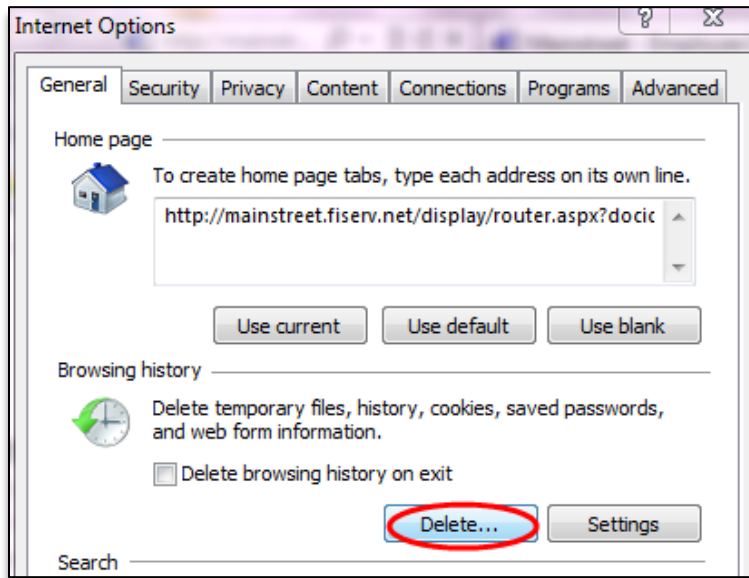 Internet Options
General Security Privacy Content Connections Programs Advanced
Home page
To create home page tabs, type each address on its own line.
http://mainstreet.fiserv.net/display/router.aspx?docic
Use current Use default Use blank
Browsing history
Delete temporary files, history, cookies, saved passwords,
and web form information.
Delete browsing history on exit
Delete... Settings
Search